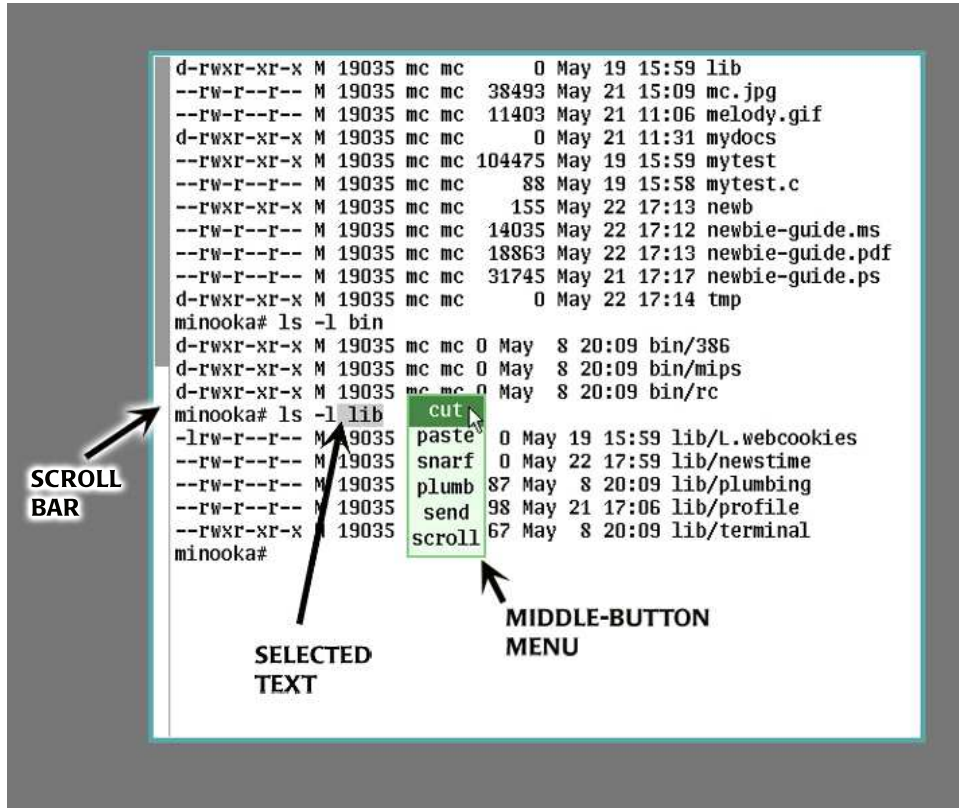 d-rwxr-xr-x M 19035 mc mc      0 May 19 15:59 lib
--rw-r--r-- M 19035 mc mc  38493 May 21 15:09 mc.jpg
--rw-r--r-- M 19035 mc mc  11403 May 21 11:06 melody.gif
d-rwxr-xr-x M 19035 mc mc      0 May 21 11:31 mydocs
--rwxr-xr-x M 19035 mc mc 104475 May 19 15:59 mytest
--rw-r--r-- M 19035 mc mc     88 May 19 15:58 mytest.c
--rwxr-xr-x M 19035 mc mc    155 May 22 17:13 newb
--rw-r--r-- M 19035 mc mc  14035 May 22 17:12 newbie-guide.ms
--rw-r--r-- M 19035 mc mc  18863 May 22 17:13 newbie-guide.pdf
--rw-r--r-- M 19035 mc mc  31745 May 21 17:17 newbie-guide.ps
d-rwxr-xr-x M 19035 mc mc      0 May 22 17:14 tmp
minooka# ls -l bin
d-rwxr-xr-x M 19035 mc mc 0 May  8 20:09 bin/386
d-rwxr-xr-x M 19035 mc mc 0 May  8 20:09 bin/mips
d-rwxr-xr-x M 19035 mc mc 0 May  8 20:09 bin/rc
minooka# ls -l lib
-lrw-r--r-- M 19035 0 May 19 15:59 lib/L.webcookies
--rw-r--r-- M 19035 0 May 22 17:59 lib/newstime
--rw-r--r-- M 19035 87 May  8 20:09 lib/plumbing
--rw-r--r-- M 19035 98 May 21 17:06 lib/profile
--rwxr-xr-x M 19035 67 May  8 20:09 lib/terminal
minooka#
cut
paste
snarf
plumb
send
scroll
SCROLL
BAR
SELECTED
TEXT
MIDDLE-BUTTON
MENU